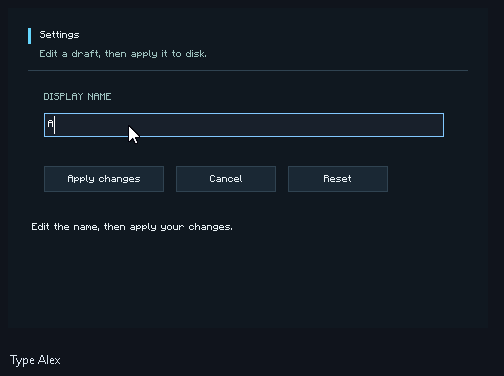 Settings
Edit a draft, then apply it to disk.
DISPLAY NAME
A
Apply changes Cancel Reset
Edit the name, then apply your changes.
Type Alex